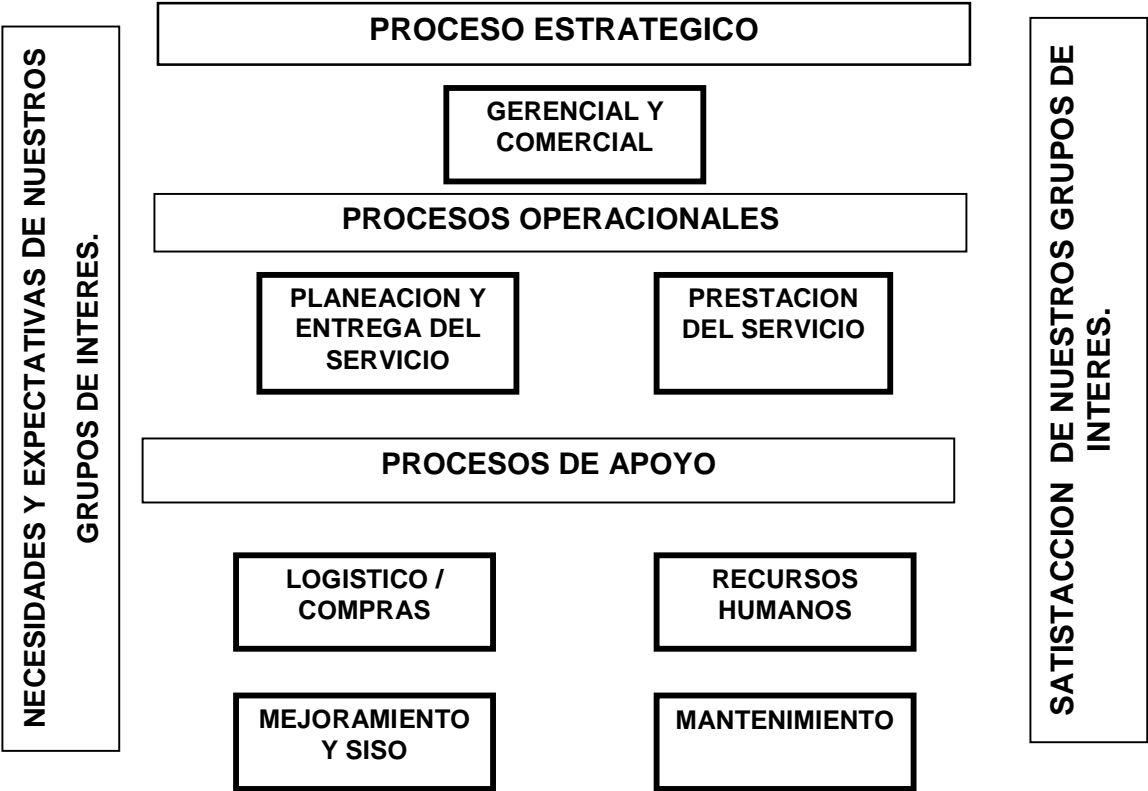 NECESIDADES Y EXPECTATIVAS DE NUESTROS
GRUPOS DE INTERES.
PROCESO ESTRATEGICO
GERENCIAL Y
COMERCIAL
PROCESOS OPERACIONALES
PLANEACION Y
ENTREGA DEL
SERVICIO
PRESTACION
DEL SERVICIO
PROCESOS DE APOYO
LOGISTICO /
COMPRAS
RECURSOS
HUMANOS
MEJORAMIENTO
Y SISO
MANTENIMIENTO
SATISTACCION DE NUESTROS GRUPOS DE
INTERES.